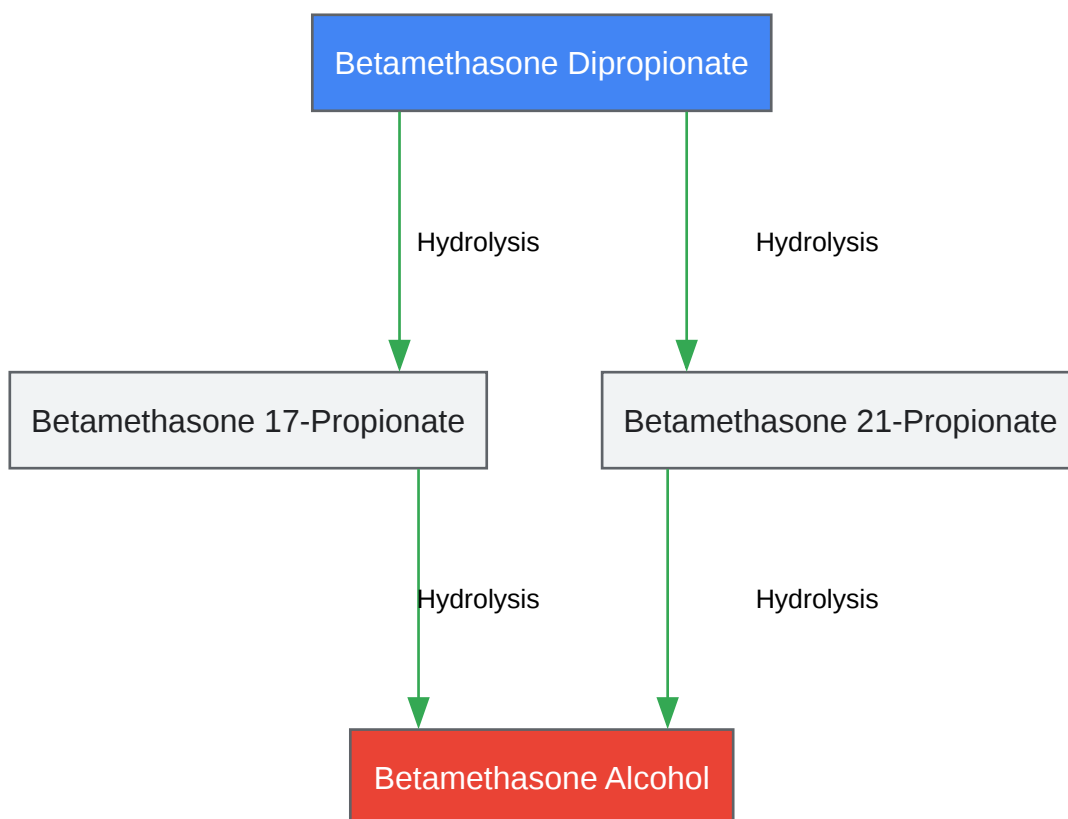 Betamethasone Dipropionate
Hydrolysis
Hydrolysis
Betamethasone 17-Propionate
Betamethasone 21-Propionate
Hydrolysis
Hydrolysis
Betamethasone Alcohol